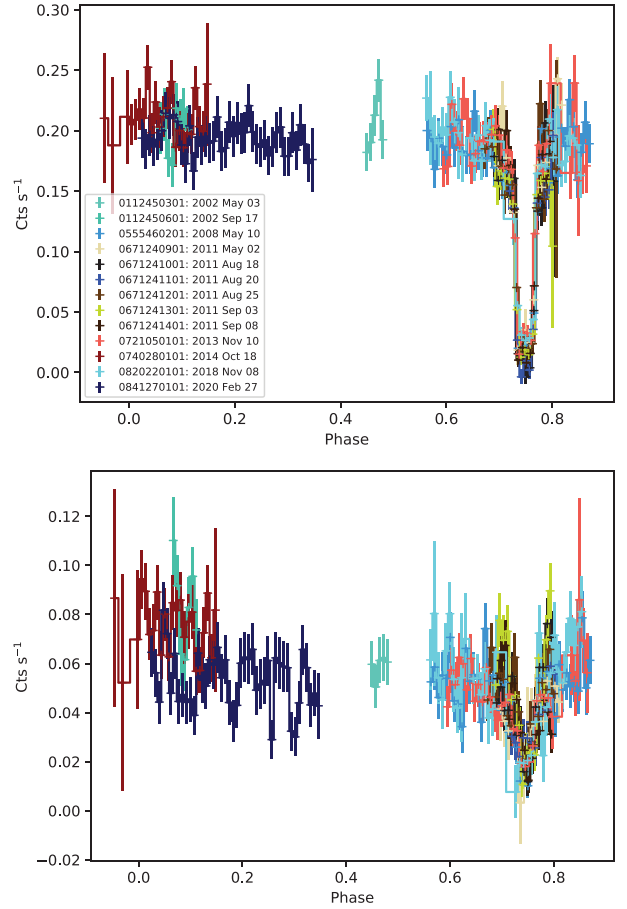 0.30
0.25
0.20
0.15
0.10
0.05
0.00
Cts s⁻¹
0112450301: 2002 May 03
0112450601: 2002 Sep 17
0555460201: 2008 May 10
0671240901: 2011 May 02
0671241001: 2011 Aug 18
0671241101: 2011 Aug 20
0671241201: 2011 Aug 25
0671241301: 2011 Sep 03
0671241401: 2011 Sep 08
0721050101: 2013 Nov 10
0740280101: 2014 Oct 18
0820220101: 2018 Nov 08
0841270101: 2020 Feb 27
0.0 0.2 0.4 0.6 0.8
Phase
0.12
0.10
0.08
0.06
0.04
0.02
0.00
−0.02
Cts s⁻¹
0.0 0.2 0.4 0.6 0.8
Phase